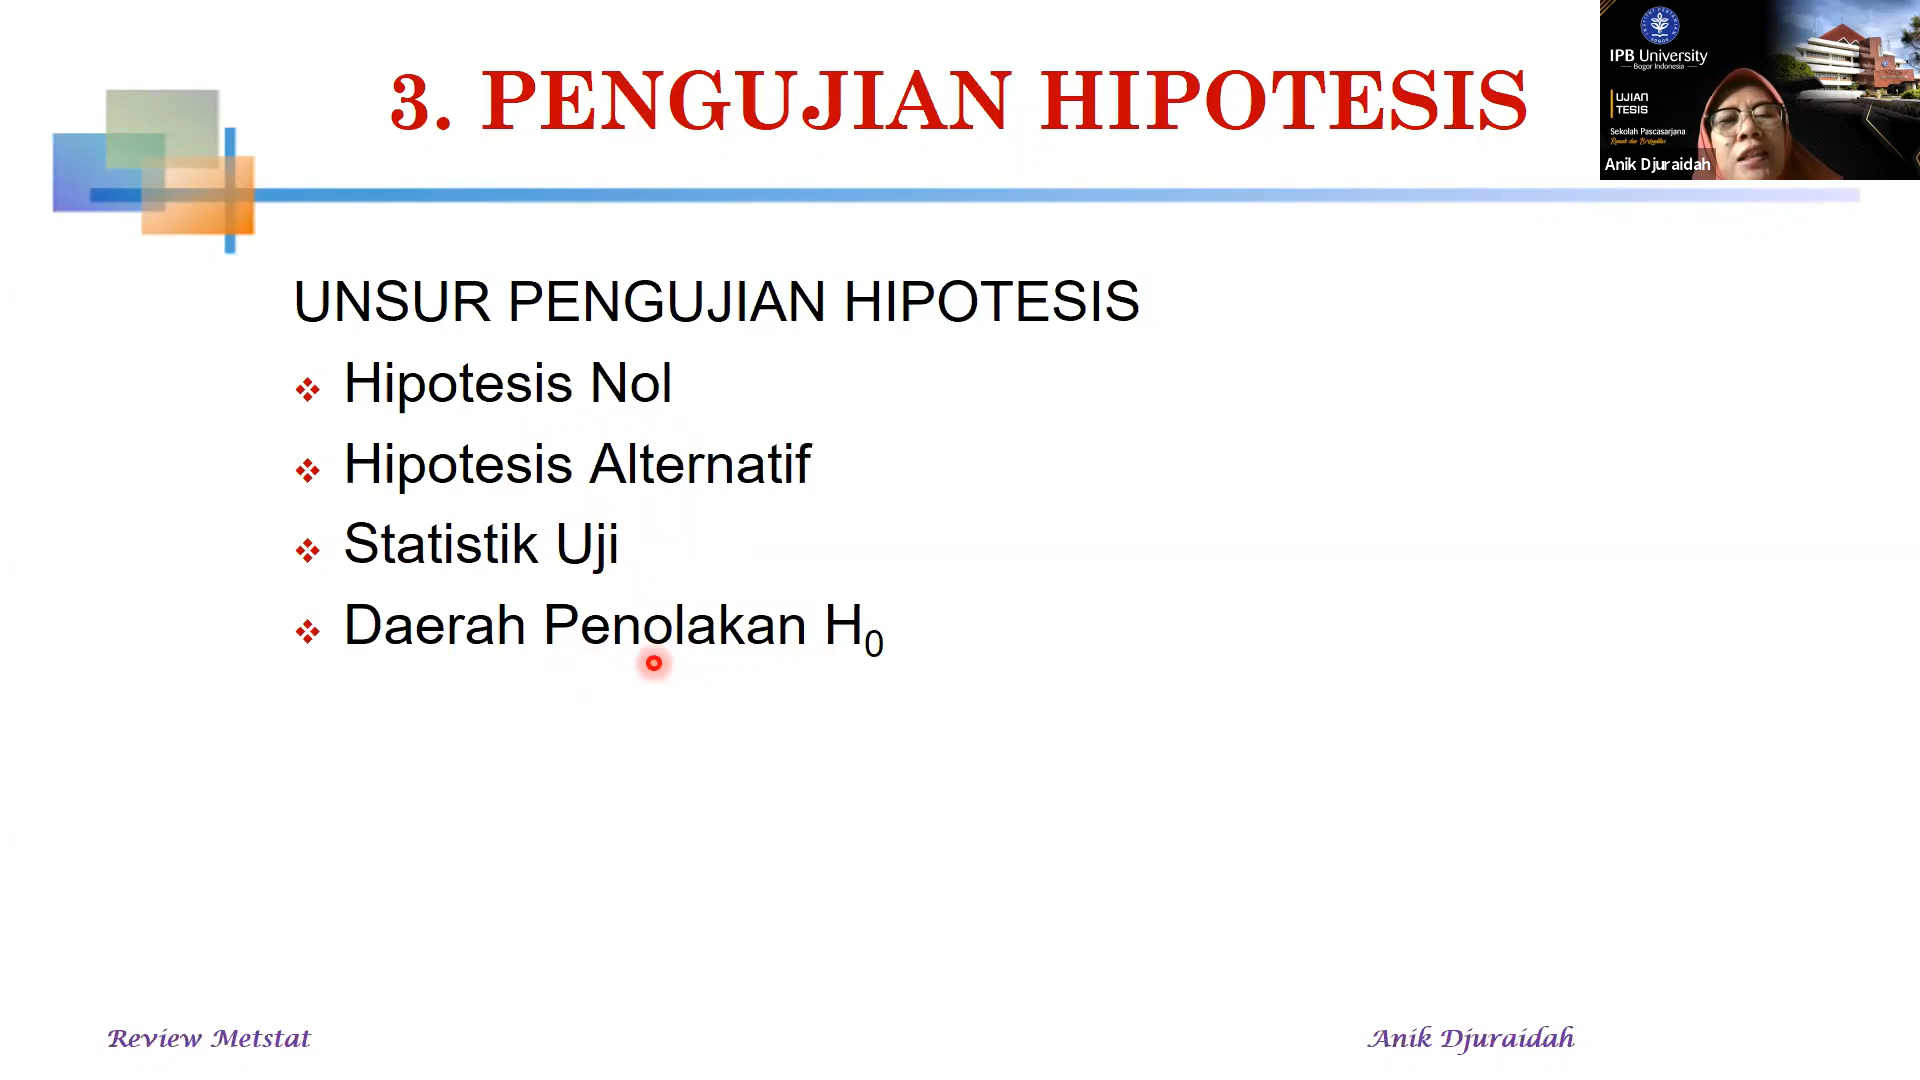 3. PENGUJIAN HIPOTESIS
IPB University
Bogor Indonesia
UJIAN
TESIS
Sekolah Pascasarjana
Anik Djuraidah
UNSUR PENGUJIAN HIPOTESIS
❖ Hipotesis Nol
❖ Hipotesis Alternatif
❖ Statistik Uji
❖ Daerah Penolakan H₀
Review Metstat
Anik Djuraidah